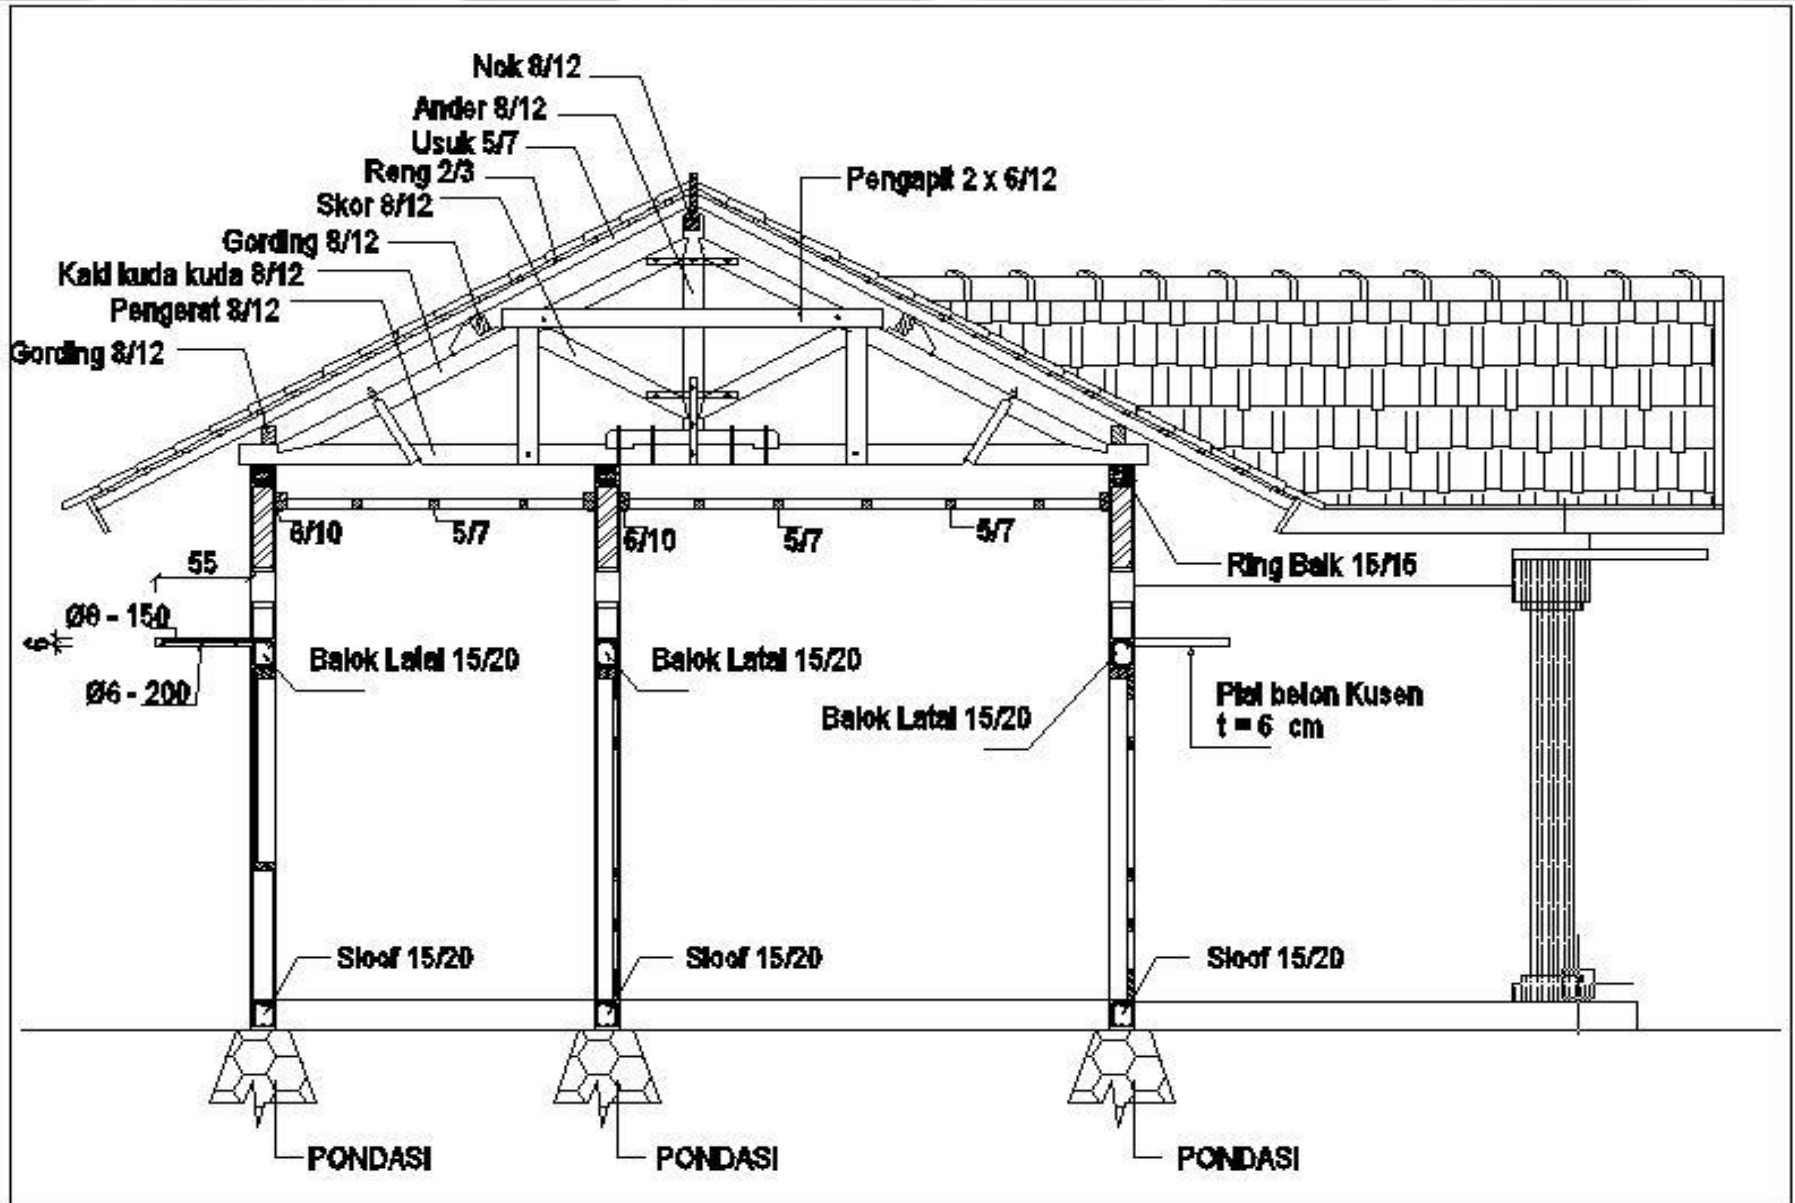 Nok 8/12
Ander 8/12
Usuk 5/7
Reng 2/3
Skor 8/12
Pengapit 2 x 6/12
Gording 8/12
Kaki kuda kuda 8/12
Pengerat 8/12
Gording 8/12
6/10
5/7
6/10
5/7
5/7
55
Ring Balk 15/15
Ø6 - 150
6
Ø6 - 200
Balok Latai 15/20
Balok Latai 15/20
Balok Latai 15/20
Plat beton Kusen
t = 6 cm
Sloof 15/20
Sloof 15/20
Sloof 15/20
PONDASI
PONDASI
PONDASI